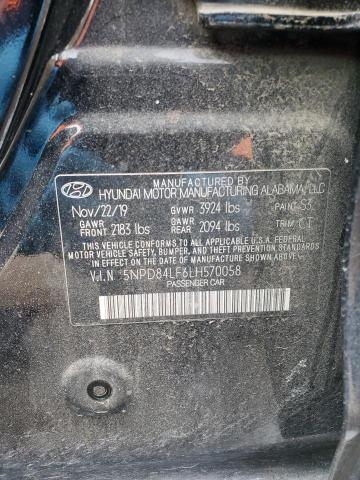 MANUFACTURED BY
HYUNDAI MOTOR MANUFACTURING ALABAMA, LLC
Nov/22/19 GVWR 3924 lbs PAINT S3
GAWR FRONT 2183 lbs GAWR REAR 2094 lbs TRIM
THIS VEHICLE CONFORMS TO ALL APPLICABLE U.S.A. FEDERAL
MOTOR VEHICLE SAFETY, BUMPER, AND THEFT PREVENTION
STANDARDS IN EFFECT ON THE DATE OF MANUFACTURE SHOWN ABOVE.
V.I.N 5NPD84LF6LH570058
PASSENGER CAR